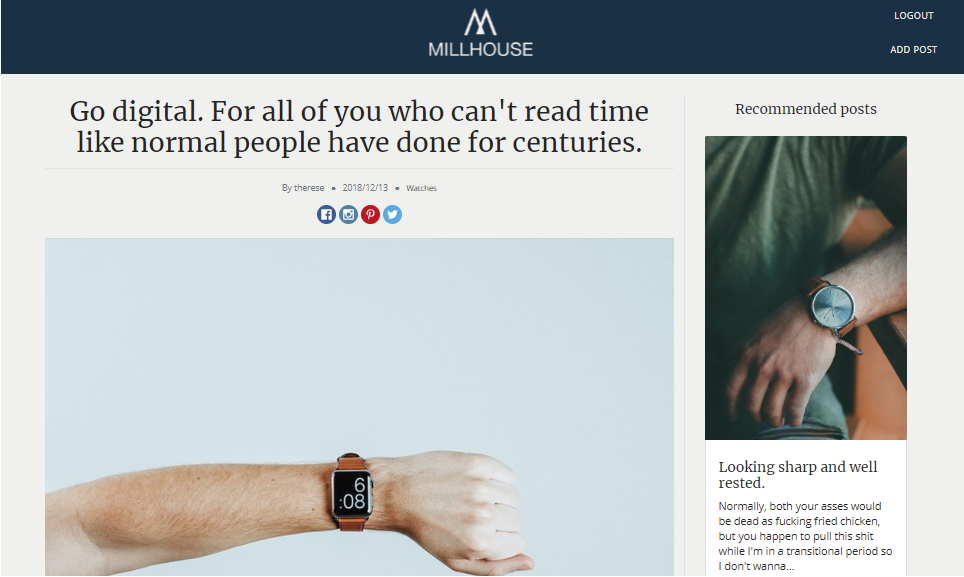 MILLHOUSE
LOGOUT
ADD POST
Go digital. For all of you who can't read time
like normal people have done for centuries.
By therese ▪ 2018/12/13 ▪ Watches
6
:08
Recommended posts
Looking sharp and well
rested.
Normally, both your asses would
be dead as fucking fried chicken,
but you happen to pull this shit
while I'm in a transitional period so
I don't wanna...